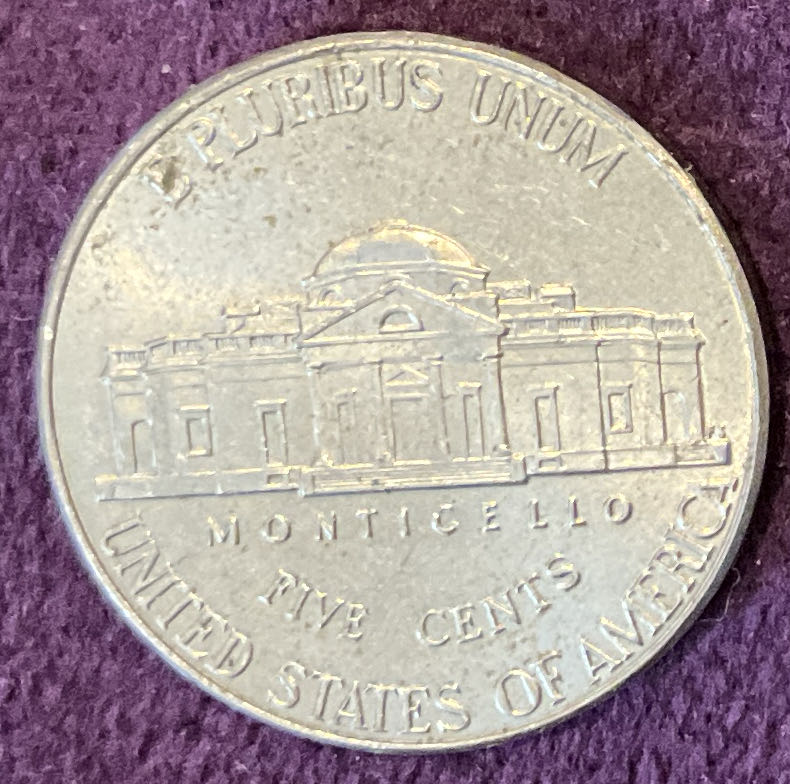 E PLURIBUS UNUM
MONTICELLO
FIVE CENTS
UNITED STATES OF AMERICA